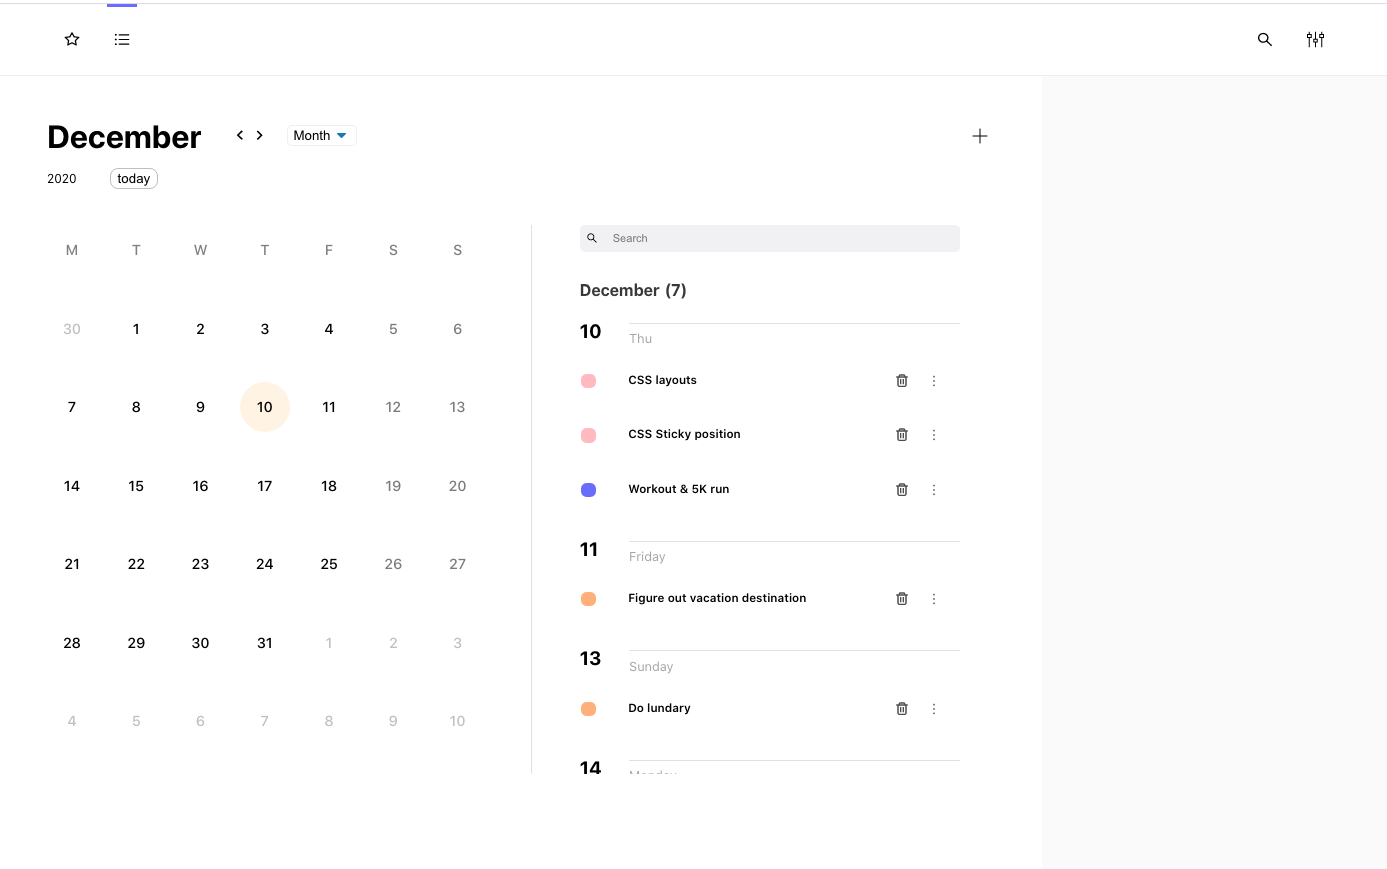 December
Month
2020
today
M T W T F S S
30 1 2 3 4 5 6
7 8 9 10 11 12 13
14 15 16 17 18 19 20
21 22 23 24 25 26 27
28 29 30 31 1 2 3
4 5 6 7 8 9 10
Search
December (7)
10
Thu
CSS layouts
CSS Sticky position
Workout & 5K run
11
Friday
Figure out vacation destination
13
Sunday
Do lundary
14
Monday